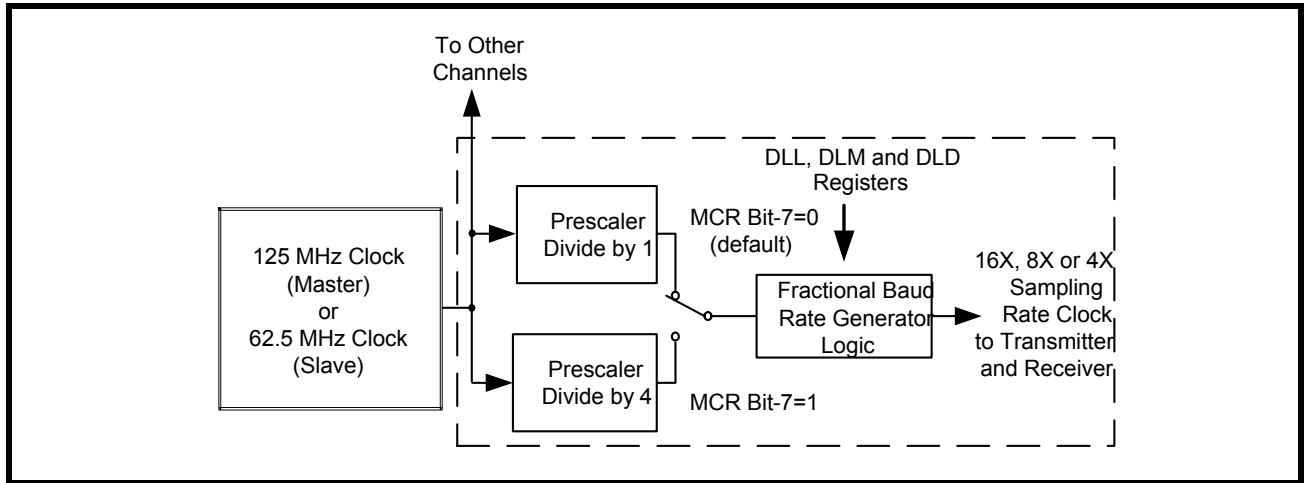 To Other
Channels
DLL, DLM and DLD
Registers
125 MHz Clock
(Master)
or
62.5 MHz Clock
(Slave)
Prescaler
Divide by 1
MCR Bit-7=0
(default)
Prescaler
Divide by 4
MCR Bit-7=1
Fractional Baud
Rate Generator
Logic
16X, 8X or 4X
Sampling
Rate Clock
to Transmitter
and Receiver